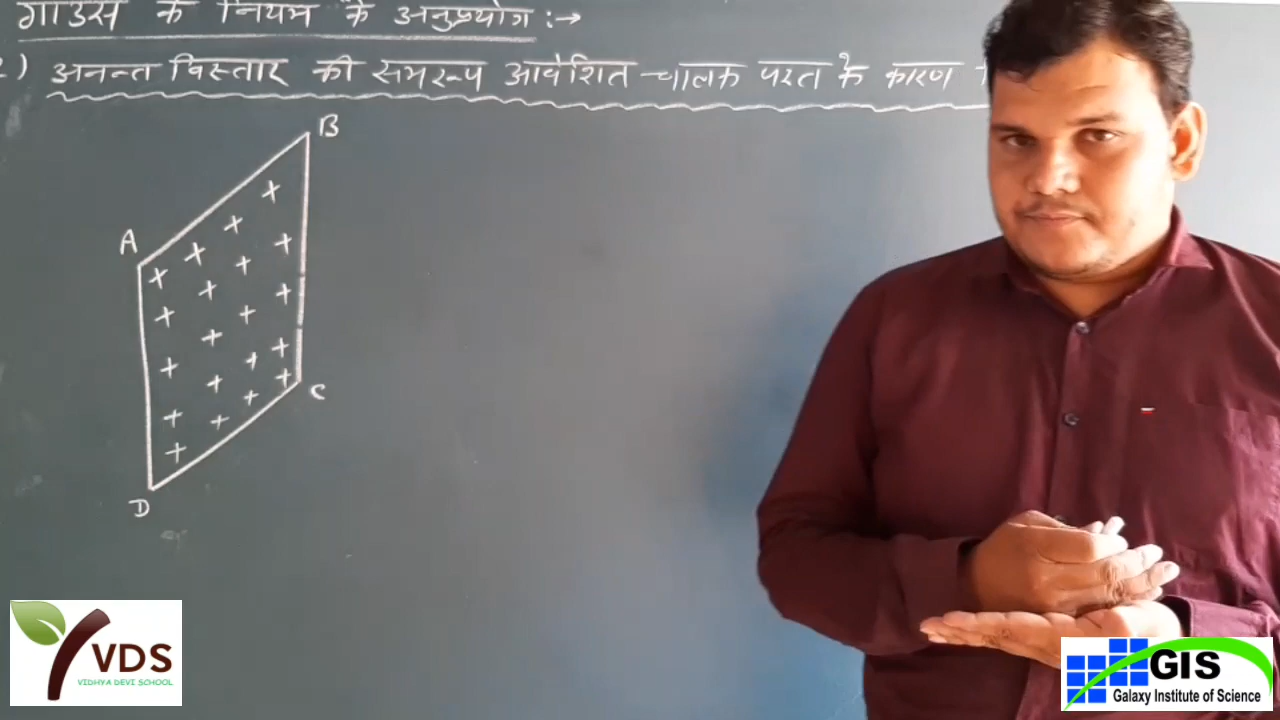 गाउस के नियम के अनुप्रयोग :→
) अनन्त विस्तार की समरूप आवेशित चालक परत के कारण
B
A
+ + + +
+ + + +
+ + + +
+ + + +
+ + + +
+
C
D
VDS
VIDHYA DEVI SCHOOL
GIS
Galaxy Institute of Science